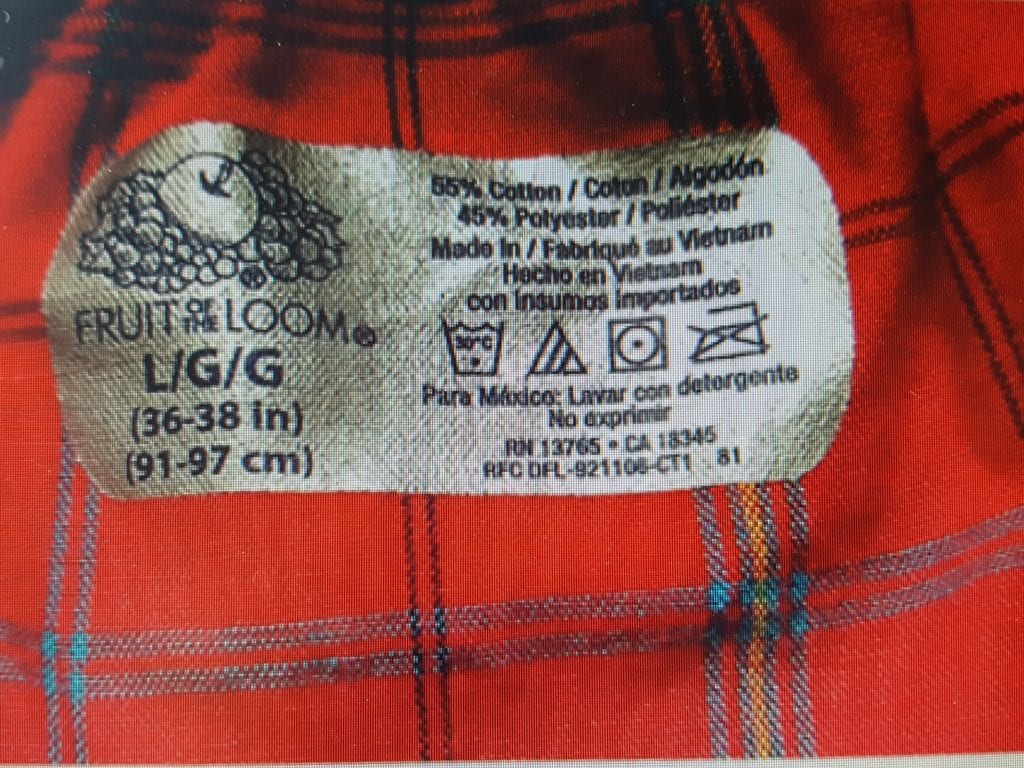 FRUIT OF THE LOOM®
L/G/G
(36-38 in)
(91-97 cm)
55% Cotton / Coton / Algodón
45% Polyester / Poliéster
Made In / Fabriqué au Vietnam
Hecho en Vietnam
con insumos importados
30°C
Para México: Lavar con detergente
No exprimir
RN 13765 • CA 18345
RFC DFL-921106-CT1 81